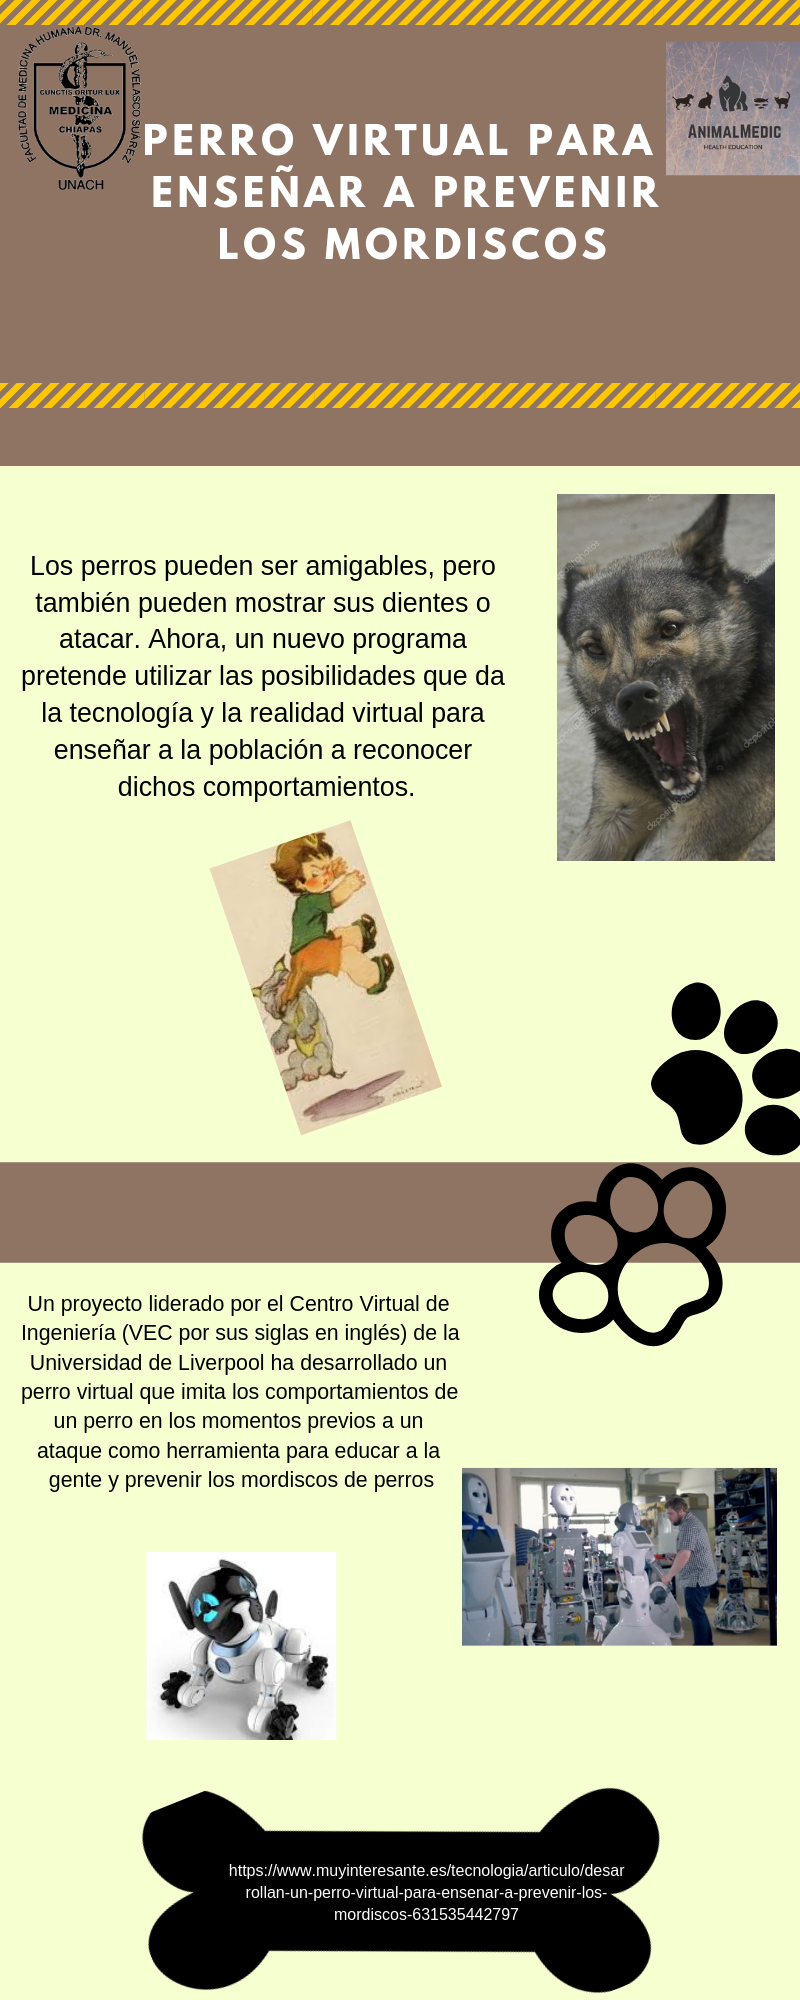 FACULTAD DE MEDICINA HUMANA DR. MANUEL VELASCO SUÁREZ
CUNCTIS ORITUR LUX
MEDICINA
CHIAPAS
UNACH
ANIMALMEDIC
HEALTH EDUCATION
PERRO VIRTUAL PARA
ENSEÑAR A PREVENIR
LOS MORDISCOS
Los perros pueden ser amigables, pero
también pueden mostrar sus dientes o
atacar. Ahora, un nuevo programa
pretende utilizar las posibilidades que da
la tecnología y la realidad virtual para
enseñar a la población a reconocer
dichos comportamientos.
Un proyecto liderado por el Centro Virtual de
Ingeniería (VEC por sus siglas en inglés) de la
Universidad de Liverpool ha desarrollado un
perro virtual que imita los comportamientos de
un perro en los momentos previos a un
ataque como herramienta para educar a la
gente y prevenir los mordiscos de perros
https://www.muyinteresante.es/tecnologia/articulo/desar
rollan-un-perro-virtual-para-ensenar-a-prevenir-los-
mordiscos-631535442797